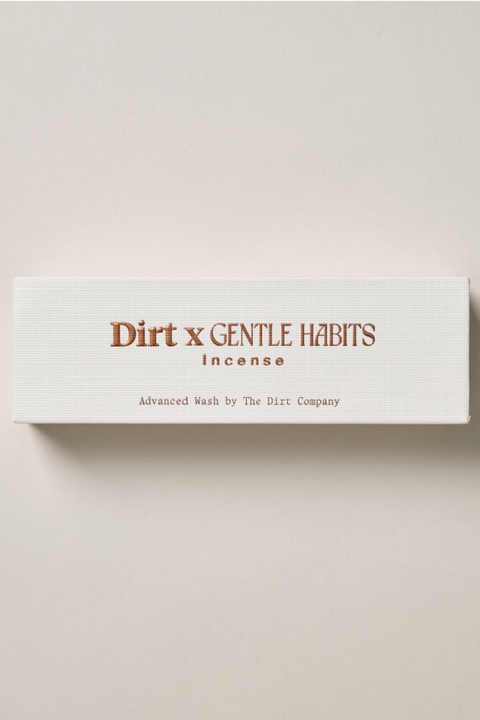 Dirt x GENTLE HABITS
Incense
Advanced Wash by The Dirt Company